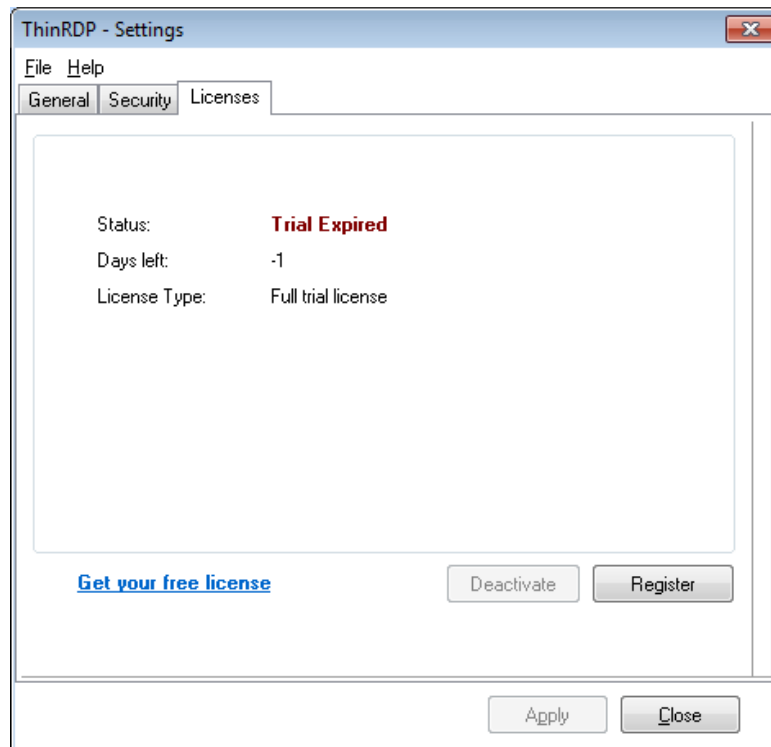 ThinRDP - Settings
File Help
General Security Licenses
Status: Trial Expired
Days left: -1
License Type: Full trial license
Get your free license Deactivate Register
Apply Close